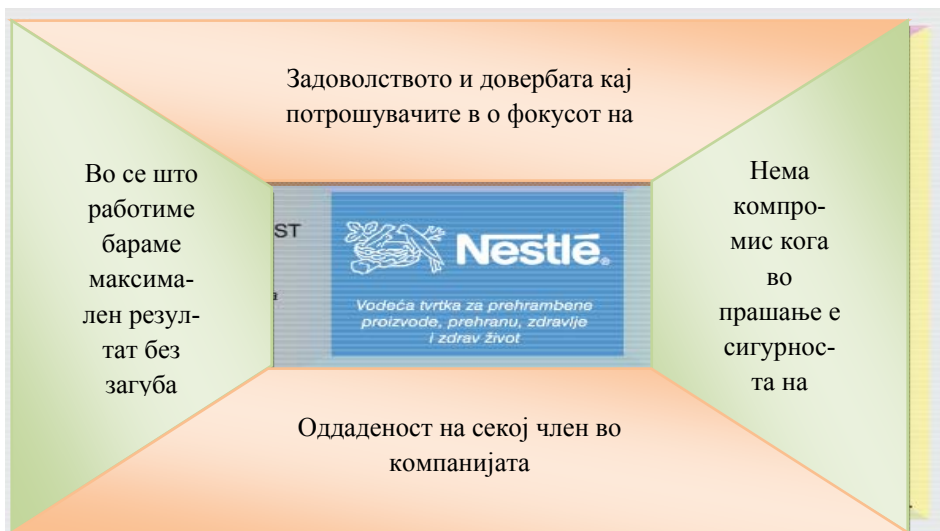 Задоволството и довербата кај
потрошувачите в о фокусот на
Во се што
работиме
бараме
максима-
лен резул-
тат без
загуба
ST
Nestlé®
Vodeća tvrtka za prehrambene
proizvode, prehranu, zdravlje
i zdrav život
Нема
компро-
мис кога
во
прашање е
сигурнос-
та на
Оддаденост на секој член во
компанијата